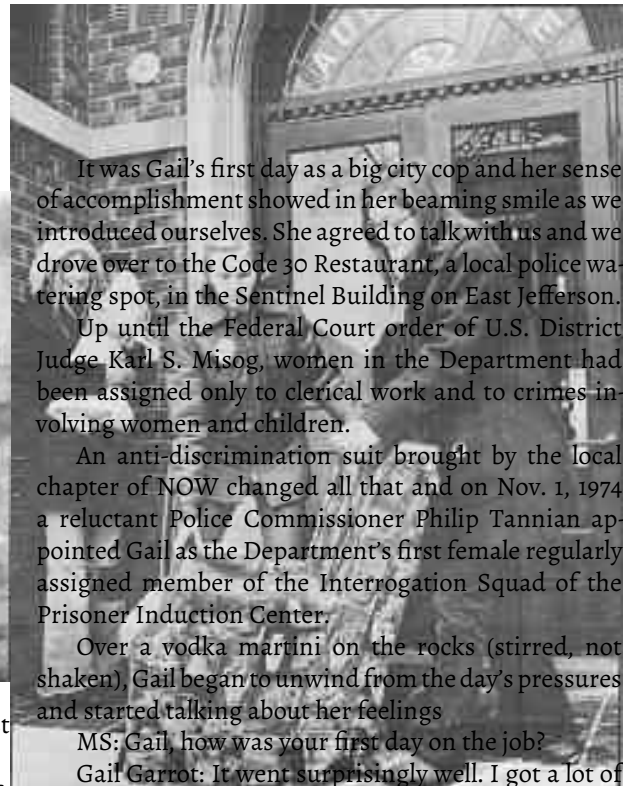 It was Gail's first day as a big city cop and her sense
of accomplishment showed in her beaming smile as we
introduced ourselves. She agreed to talk with us and we
drove over to the Code 30 Restaurant, a local police wa-
tering spot, in the Sentinel Building on East Jefferson.
Up until the Federal Court order of U.S. District
Judge Karl S. Misog, women in the Department had
been assigned only to clerical work and to crimes in-
volving women and children.
An anti-discrimination suit brought by the local
chapter of NOW changed all that and on Nov. 1, 1974
a reluctant Police Commissioner Philip Tannian ap-
pointed Gail as the Department's first female regularly
assigned member of the Interrogation Squad of the
Prisoner Induction Center.
Over a vodka martini on the rocks (stirred, not
shaken), Gail began to unwind from the day's pressures
and started talking about her feelings
MS: Gail, how was your first day on the job?
Gail Garrot: It went surprisingly well. I got a lot of